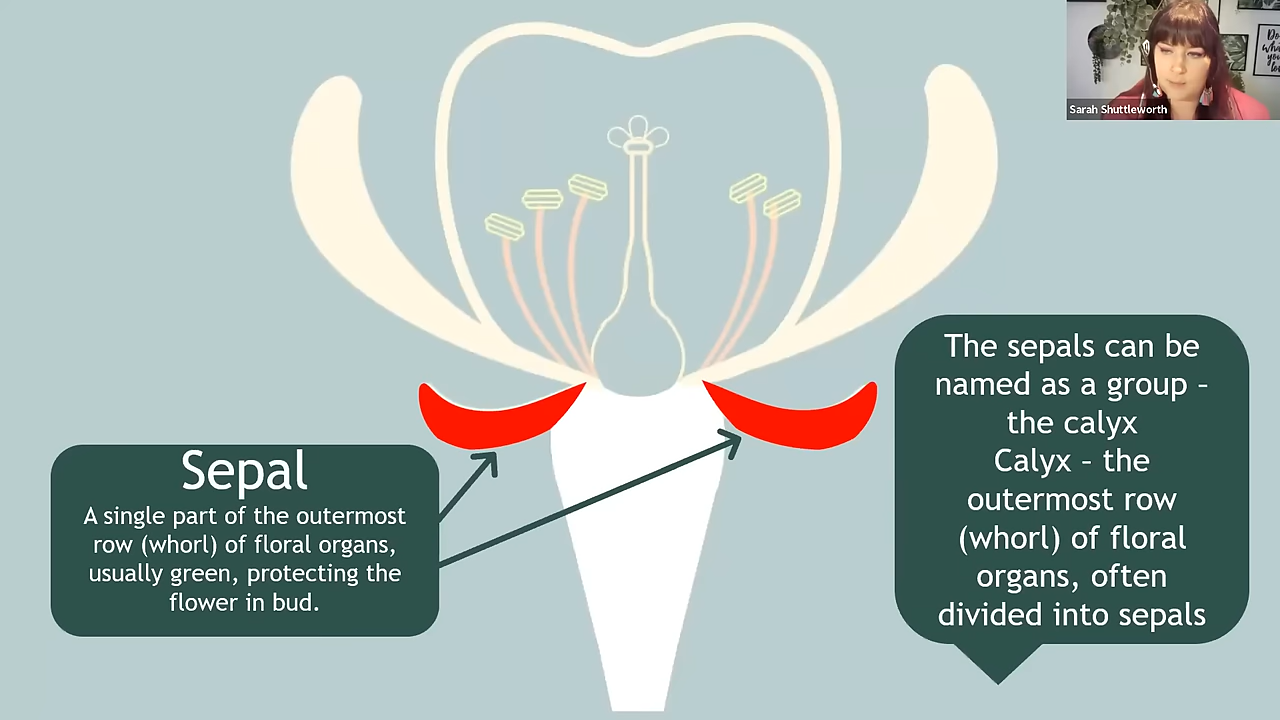 Sarah Shuttleworth
The sepals can be
named as a group –
the calyx
Calyx – the
outermost row
(whorl) of floral
organs, often
divided into sepals
Sepal
A single part of the outermost
row (whorl) of floral organs,
usually green, protecting the
flower in bud.